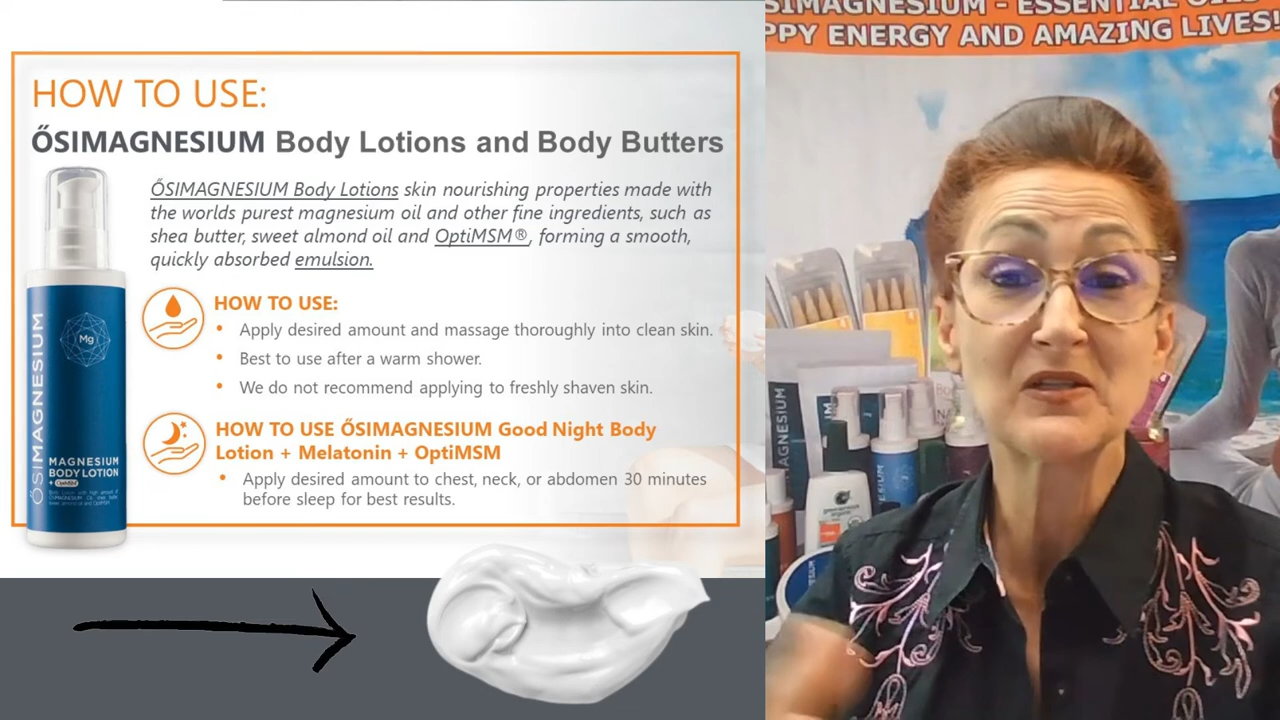 HOW TO USE:
ŐSIMAGNESIUM Body Lotions and Body Butters
ŐSIMAGNESIUM Body Lotions skin nourishing properties made with
the worlds purest magnesium oil and other fine ingredients, such as
shea butter, sweet almond oil and OptiMSM®, forming a smooth,
quickly absorbed emulsion.
HOW TO USE:
• Apply desired amount and massage thoroughly into clean skin.
• Best to use after a warm shower.
• We do not recommend applying to freshly shaven skin.
HOW TO USE ŐSIMAGNESIUM Good Night Body
Lotion + Melatonin + OptiMSM
• Apply desired amount to chest, neck, or abdomen 30 minutes
before sleep for best results.
Mg
ŐSIMAGNESIUM
MAGNESIUM
BODY LOTION
+ OptiMSM
SIMAGNESIUM - ESSENTIAL OILS
PPY ENERGY AND AMAZING LIVES!
MAGNESIUM